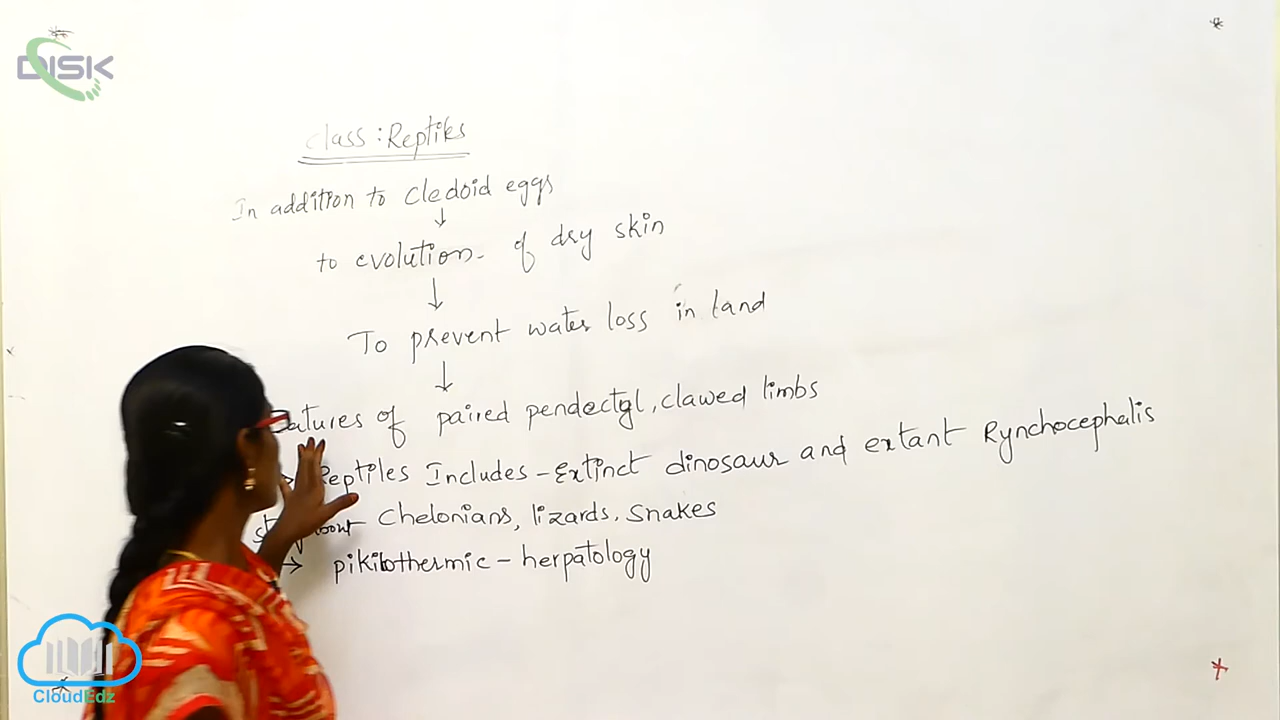 DISK
class: Reptiles
In addition to cledoid eggs
↓
to evolution- of dry skin
↓
To prevent water loss in land
↓
of paired pendectyl, clawed limbs
Reptiles Includes - Extinct dinosaur and extant Rynchocephalis
Chelonians, lizards, Snakes
→ pikilothermic - herpatology
CloudEdz